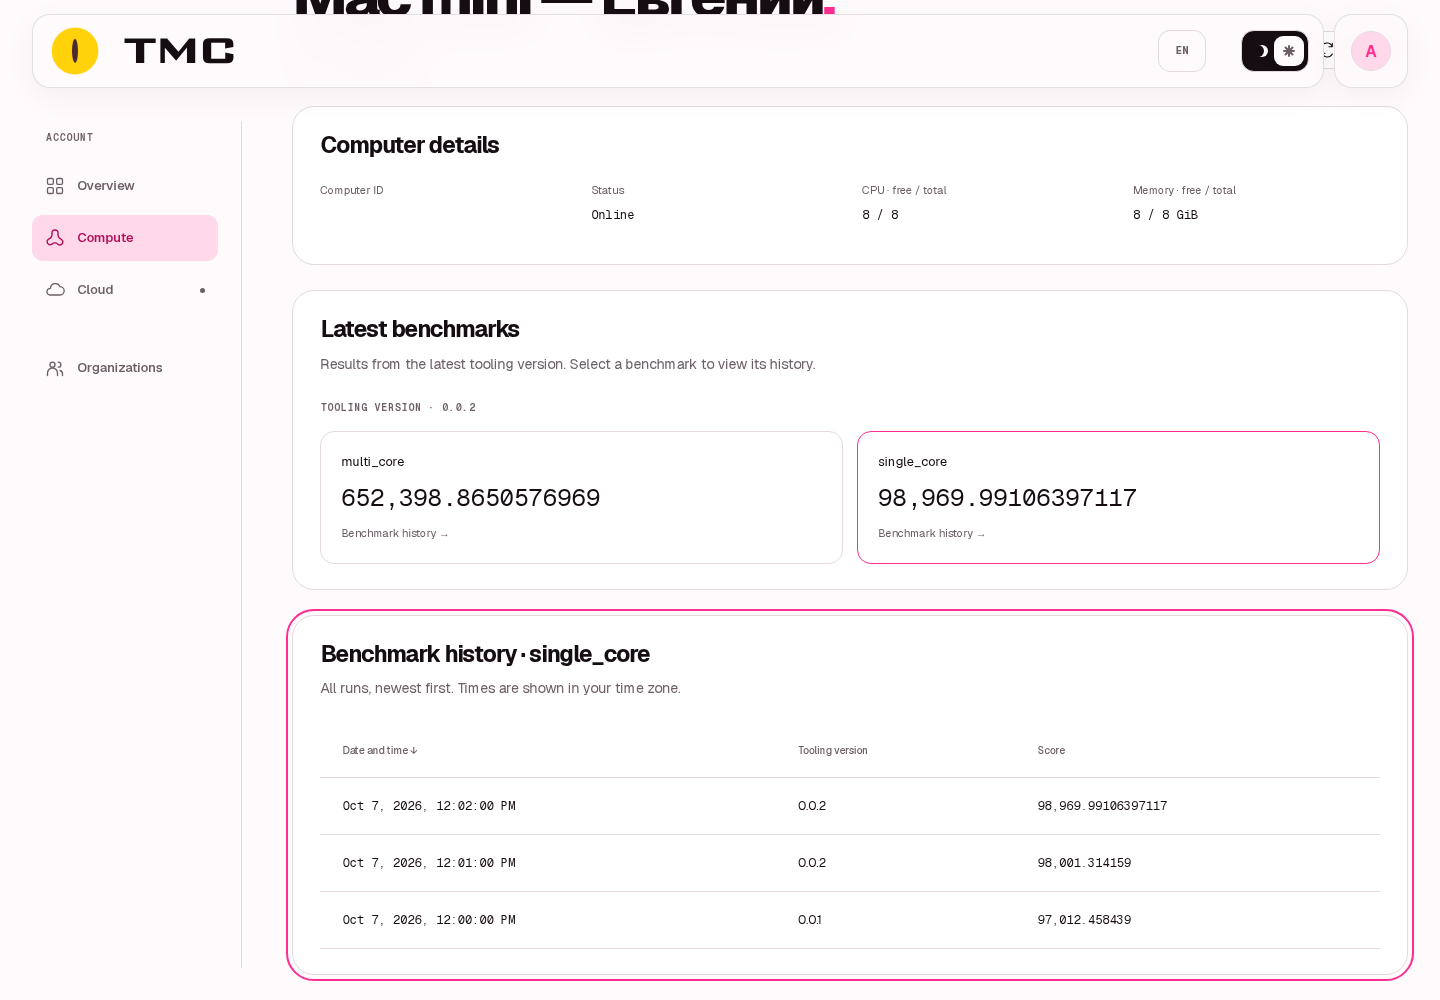 Mac mini — Евгений.
TMC
EN
A
ACCOUNT
Overview
Compute
Cloud
Organizations
Computer details
Computer ID
Status
Online
CPU · free / total
8 / 8
Memory · free / total
8 / 8 GiB
Latest benchmarks
Results from the latest tooling version. Select a benchmark to view its history.
TOOLING VERSION · 0.0.2
multi_core
652,398.8650576969
Benchmark history →
single_core
98,969.99106397117
Benchmark history →
Benchmark history · single_core
All runs, newest first. Times are shown in your time zone.
Date and time ↓ Tooling version Score
Oct 7, 2026, 12:02:00 PM 0.0.2 98,969.99106397117
Oct 7, 2026, 12:01:00 PM 0.0.2 98,001.314159
Oct 7, 2026, 12:00:00 PM 0.0.1 97,012.458439